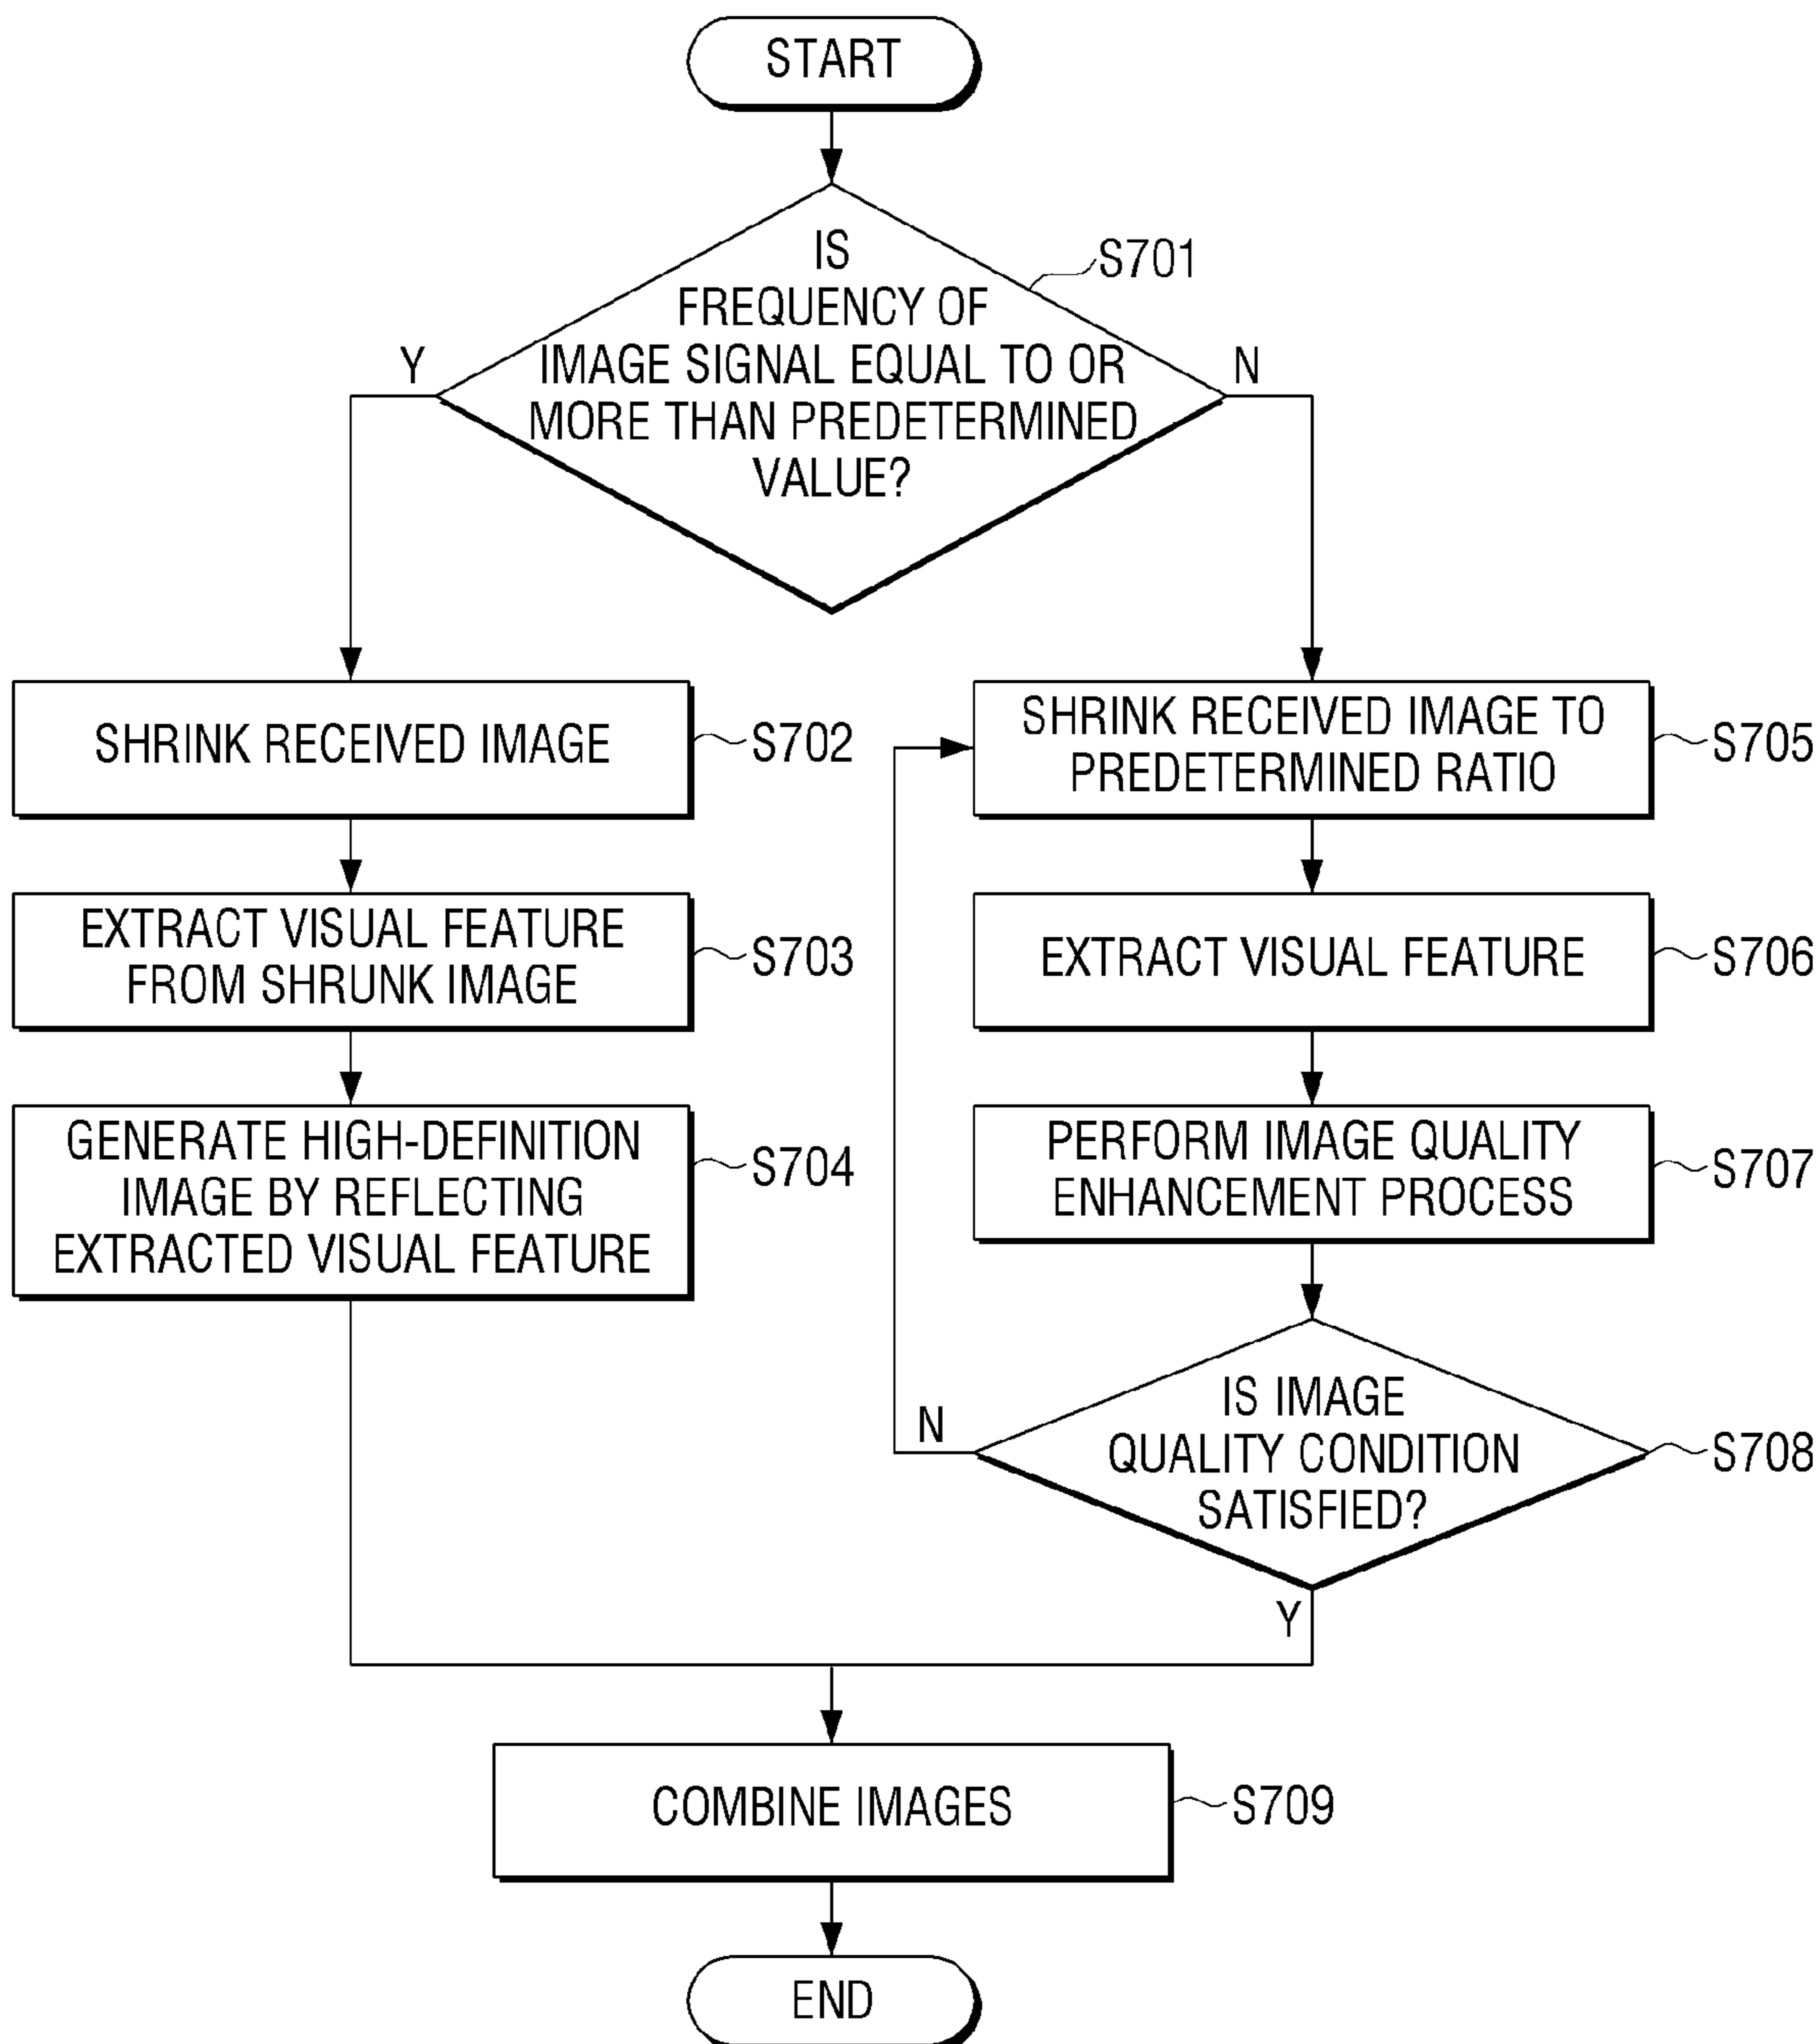 START
IS
FREQUENCY OF
IMAGE SIGNAL EQUAL TO OR
MORE THAN PREDETERMINED
VALUE?
S701
Y
N
SHRINK RECEIVED IMAGE
S702
EXTRACT VISUAL FEATURE
FROM SHRUNK IMAGE
S703
GENERATE HIGH-DEFINITION
IMAGE BY REFLECTING
EXTRACTED VISUAL FEATURE
S704
SHRINK RECEIVED IMAGE TO
PREDETERMINED RATIO
S705
EXTRACT VISUAL FEATURE
S706
PERFORM IMAGE QUALITY
ENHANCEMENT PROCESS
S707
IS IMAGE
QUALITY CONDITION
SATISFIED?
S708
N
Y
COMBINE IMAGES
S709
END